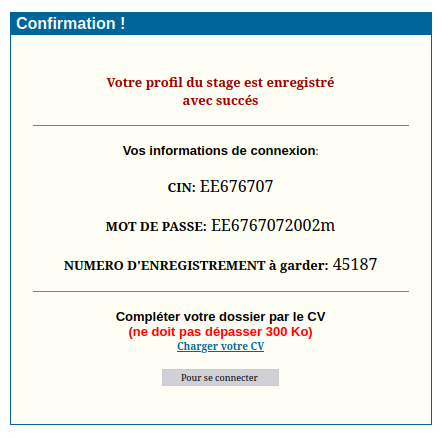 Confirmation !
Votre profil du stage est enregistré
avec succés
Vos informations de connexion:
CIN: EE676707
MOT DE PASSE: EE6767072002m
NUMERO D'ENREGISTREMENT à garder: 45187
Compléter votre dossier par le CV
(ne doit pas dépasser 300 Ko)
Charger votre CV
Pour se connecter